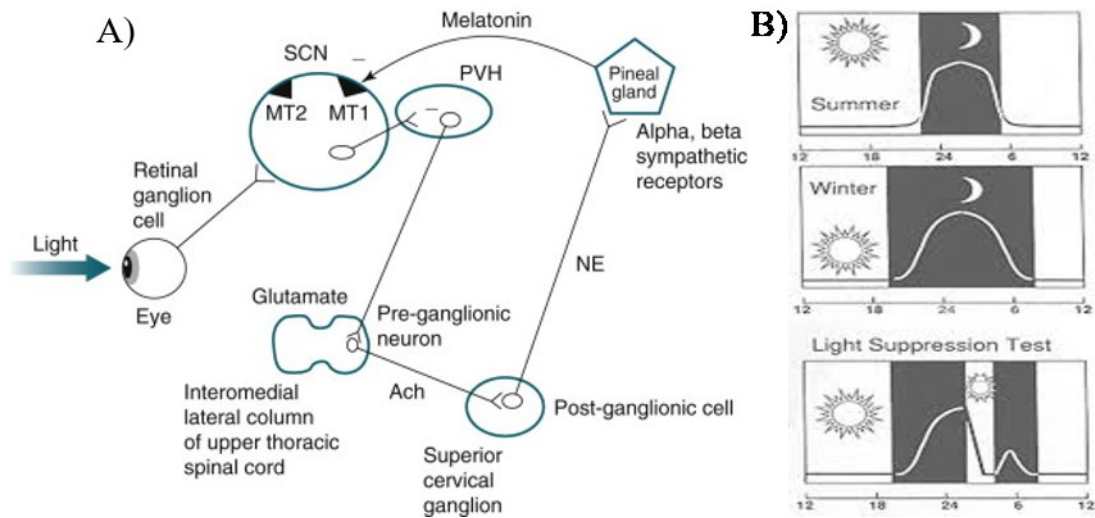 A)
Melatonin
SCN
–
PVH
–
MT2
MT1
Pineal
gland
Alpha, beta
sympathetic
receptors
Retinal
ganglion
cell
Light
Eye
NE
Glutamate
Pre-ganglionic
neuron
Ach
Interomedial
lateral column
of upper thoracic
spinal cord
Post-ganglionic cell
Superior
cervical
ganglion
B)
Summer
12 18 24 6 12
Winter
12 18 24 6 12
Light Suppression Test
12 18 24 6 12